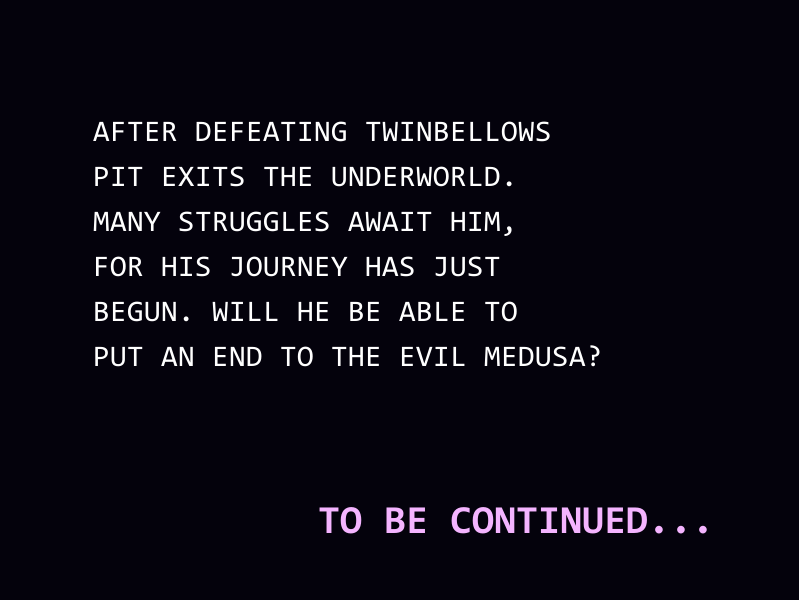 AFTER DEFEATING TWINBELLOWS
PIT EXITS THE UNDERWORLD.
MANY STRUGGLES AWAIT HIM,
FOR HIS JOURNEY HAS JUST
BEGUN. WILL HE BE ABLE TO
PUT AN END TO THE EVIL MEDUSA?
TO BE CONTINUED...